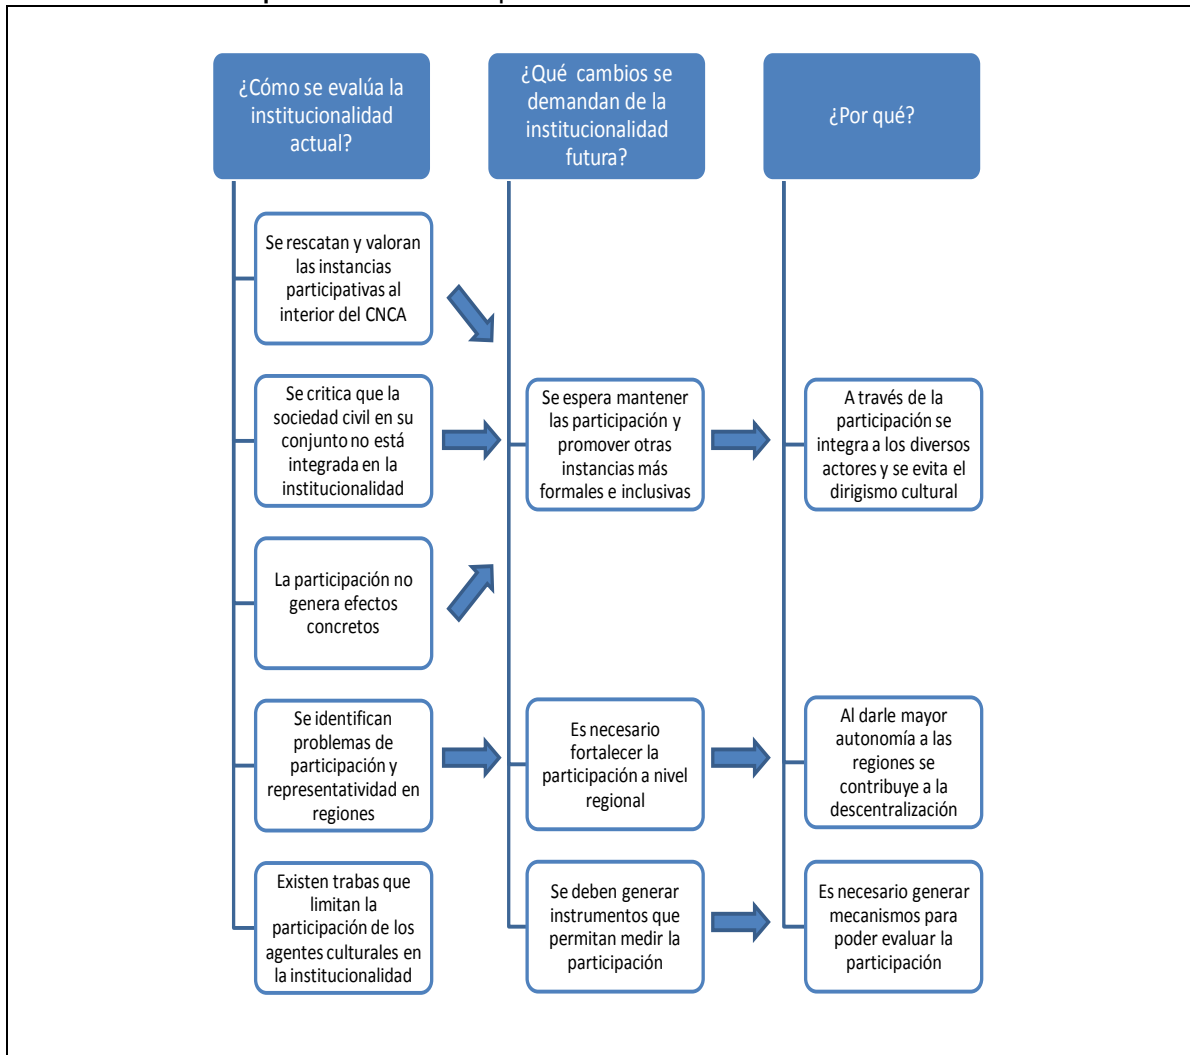 ¿Cómo se evalúa la
institucionalidad
actual?
¿Qué cambios se
demandan de la
institucionalidad
futura?
¿Por qué?
Se rescatan y valoran
las instancias
participativas al
interior del CNCA
Se critica que la
sociedad civil en su
conjunto no está
integrada en la
institucionalidad
La participación no
genera efectos
concretos
Se identifican
problemas de
participación y
representatividad en
regiones
Existen trabas que
limitan la
participación de los
agentes culturales en
la institucionalidad
Se espera mantener
las participación y
promover otras
instancias más
formales e inclusivas
Es necesario
fortalecer la
participación a nivel
regional
Se deben generar
instrumentos que
permitan medir la
participación
A través de la
participación se
integra a los diversos
actores y se evita el
dirigismo cultural
Al darle mayor
autonomía a las
regiones se
contribuye a la
descentralización
Es necesario generar
mecanismos para
poder evaluar la
participación